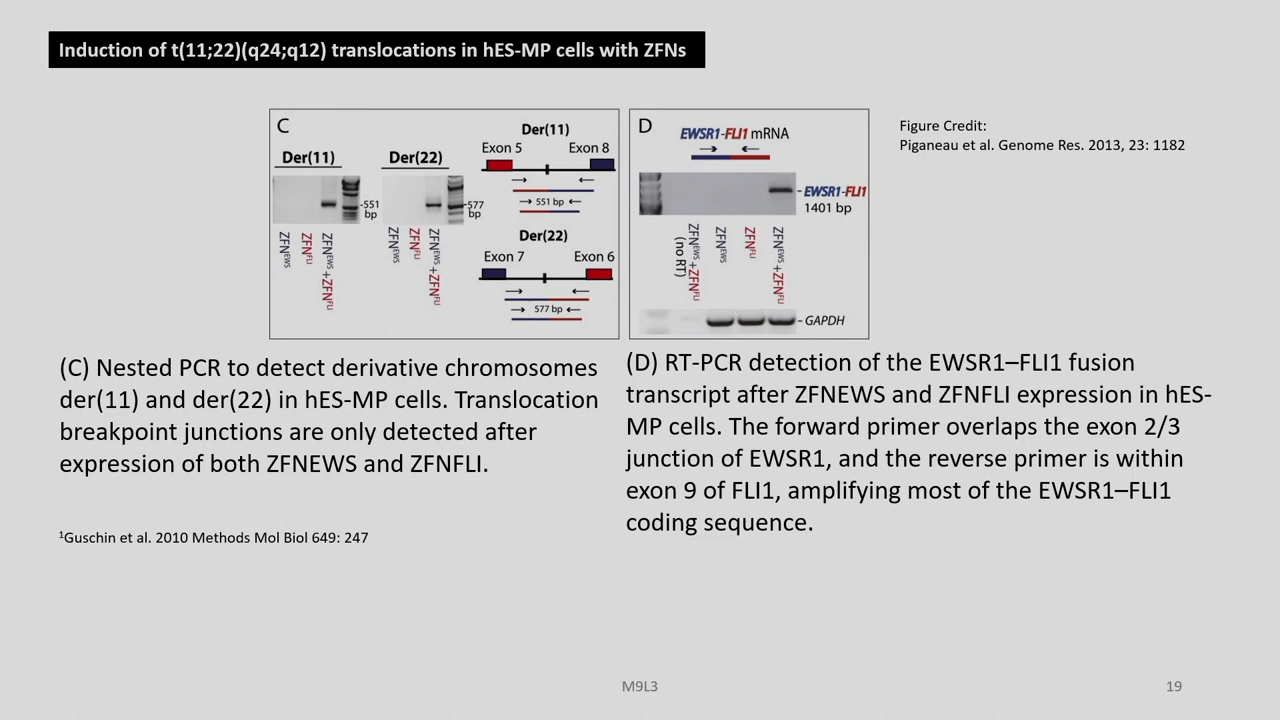 Induction of t(11;22)(q24;q12) translocations in hES-MP cells with ZFNs
C
Der(11)
Der(22)
-551
bp
-577
bp
ZFNEWS
ZFNFLI
ZFNEWS+ZFNFLI
ZFNEWS
ZFNFLI
ZFNEWS+ZFNFLI
Der(11)
Exon 5
Exon 8
551 bp
Der(22)
Exon 7
Exon 6
577 bp
D
EWSR1-FLI1 mRNA
EWSR1-FLI1
1401 bp
ZFNEWS+ZFNFLI
(no RT)
ZFNEWS
ZFNFLI
ZFNEWS+ZFNFLI
- GAPDH
Figure Credit:
Piganeau et al. Genome Res. 2013, 23: 1182
(C) Nested PCR to detect derivative chromosomes
der(11) and der(22) in hES-MP cells. Translocation
breakpoint junctions are only detected after
expression of both ZFNEWS and ZFNFLI.
(D) RT-PCR detection of the EWSR1–FLI1 fusion
transcript after ZFNEWS and ZFNFLI expression in hES-
MP cells. The forward primer overlaps the exon 2/3
junction of EWSR1, and the reverse primer is within
exon 9 of FLI1, amplifying most of the EWSR1–FLI1
coding sequence.
1Guschin et al. 2010 Methods Mol Biol 649: 247
M9L3
19